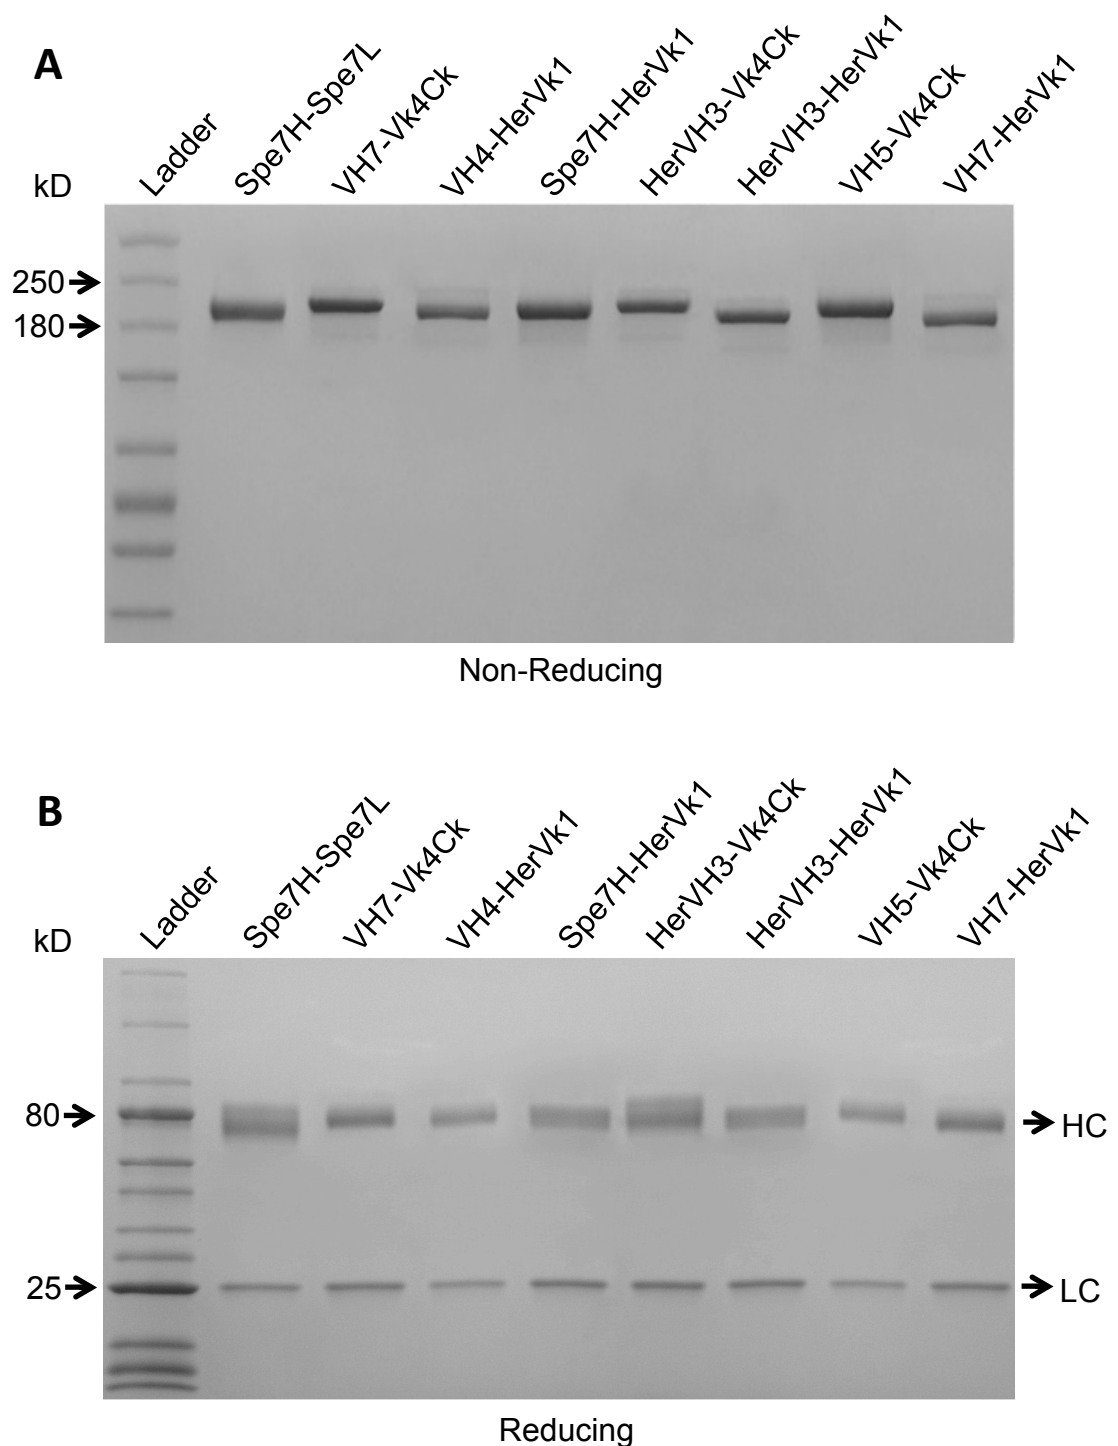 A
kD
Ladder
Spe7H-Spe7L
VH7-Vk4Ck
VH4-HerVk1
Spe7H-HerVk1
HerVH3-Vk4Ck
HerVH3-HerVk1
VH5-Vk4Ck
VH7-HerVk1
250
180
Non-Reducing
B
kD
Ladder
Spe7H-Spe7L
VH7-Vk4Ck
VH4-HerVk1
Spe7H-HerVk1
HerVH3-Vk4Ck
HerVH3-HerVk1
VH5-Vk4Ck
VH7-HerVk1
80
HC
25
LC
Reducing